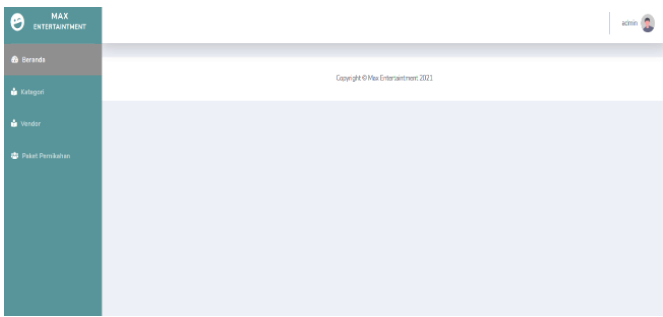 MAX
ENTERTAINTMENT
admin
Beranda
Copyright © Max Entertaintment 2021
Kategori
Vendor
Paket Pernikahan